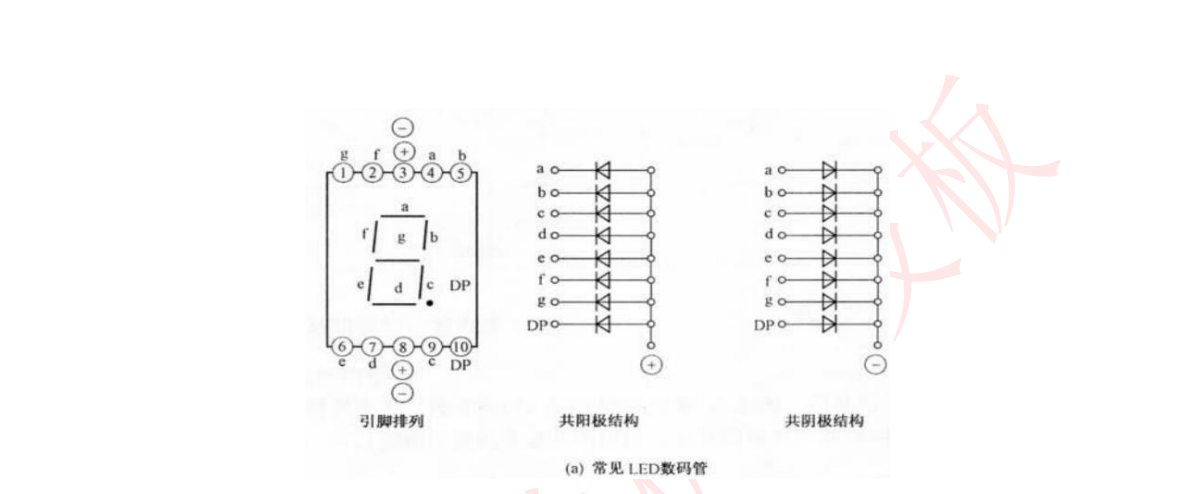 ⊖
g f ⊕ a b
① ② ③ ④ ⑤
a
f g b
e d c DP
⑥ ⑦ ⑧ ⑨ ⑩
e d ⊕ c DP
⊖
引脚排列
a
b
c
d
e
f
g
DP
⊕
共阳极结构
a
b
c
d
e
f
g
DP
⊖
共阴极结构
(a) 常见 LED数码管
板